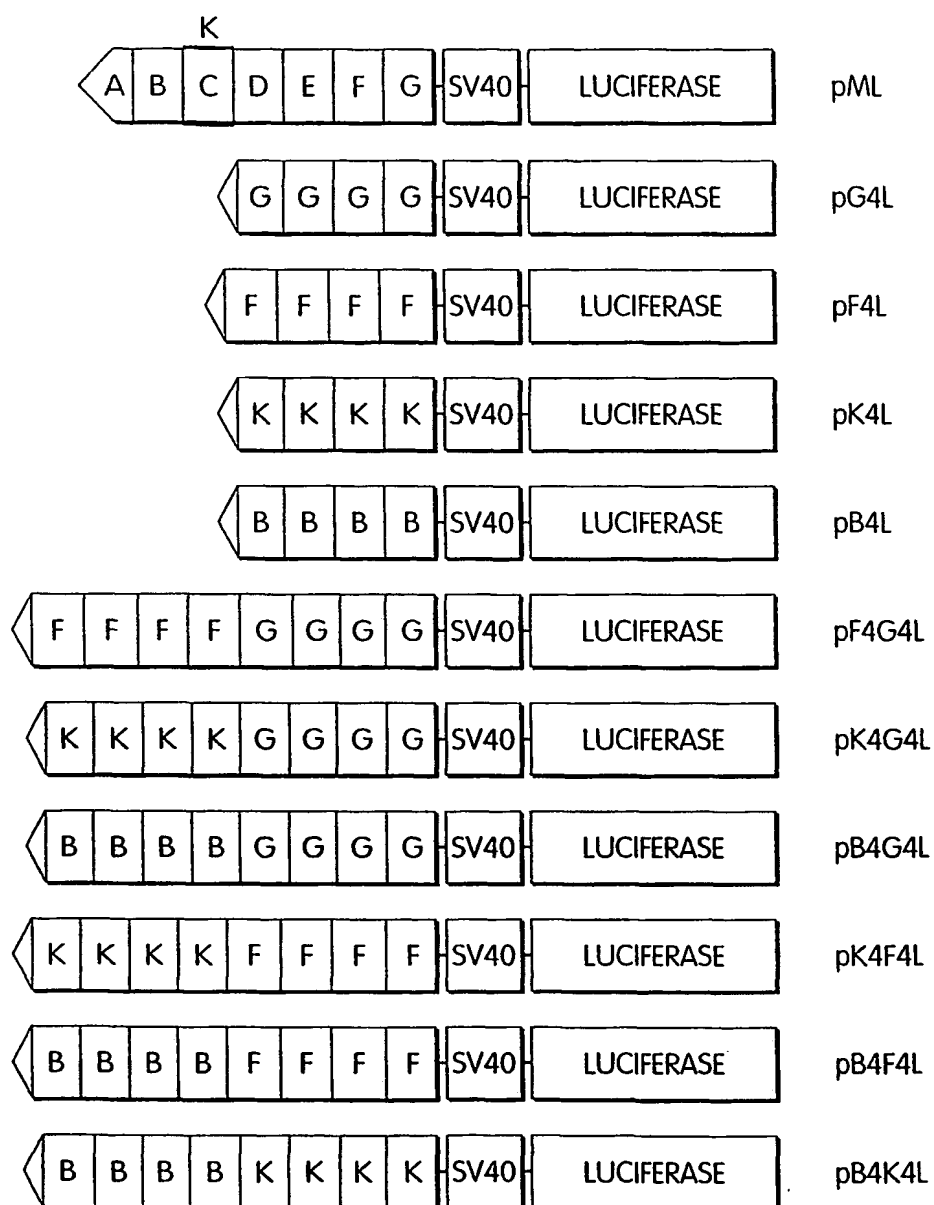 K
A B C D E F G SV40 LUCIFERASE pML
G G G G SV40 LUCIFERASE pG4L
F F F F SV40 LUCIFERASE pF4L
K K K K SV40 LUCIFERASE pK4L
B B B B SV40 LUCIFERASE pB4L
F F F F G G G G SV40 LUCIFERASE pF4G4L
K K K K G G G G SV40 LUCIFERASE pK4G4L
B B B B G G G G SV40 LUCIFERASE pB4G4L
K K K K F F F F SV40 LUCIFERASE pK4F4L
B B B B F F F F SV40 LUCIFERASE pB4F4L
B B B B K K K K SV40 LUCIFERASE pB4K4L